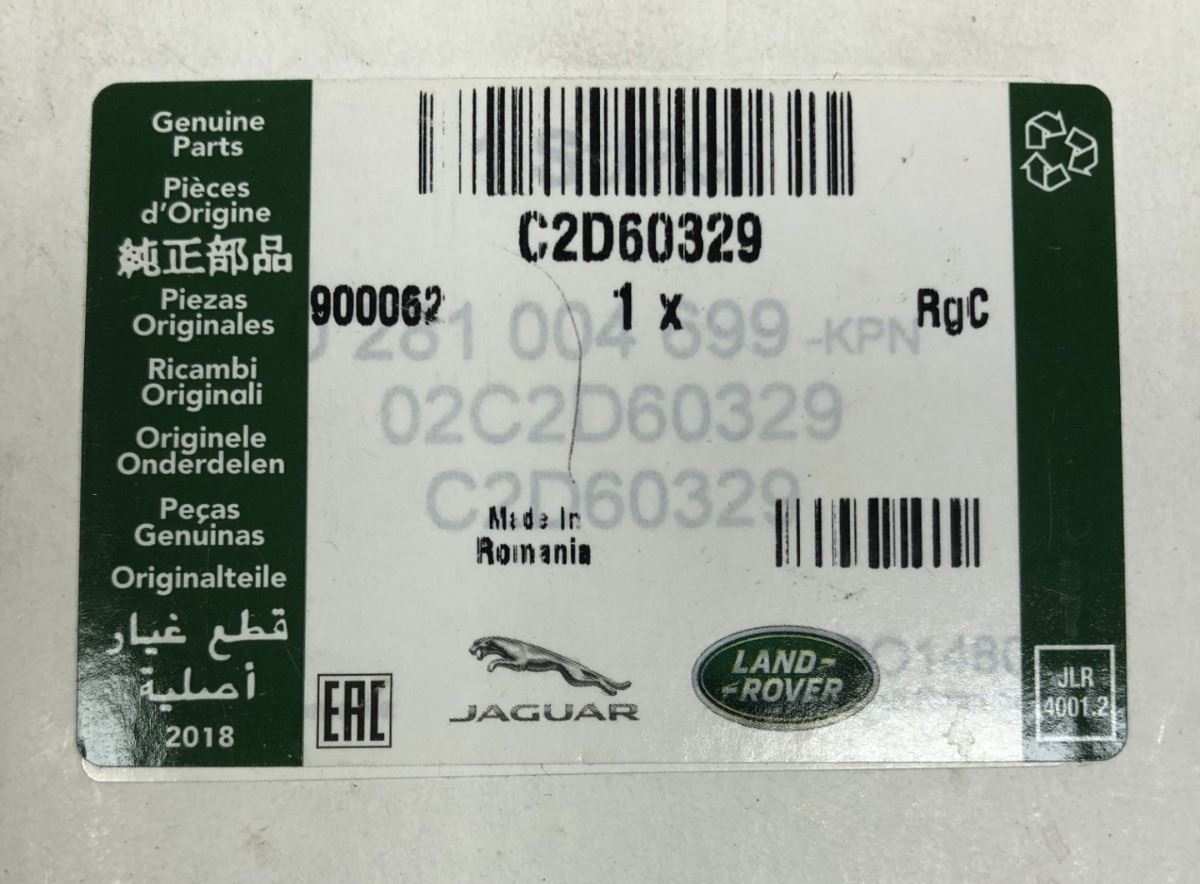 Genuine
Parts
Pièces
d'Origine
純正部品
Piezas
Originales
Ricambi
Originali
Originele
Onderdelen
Peças
Genuinas
Originalteile
قطع غيار
أصلية
2018
C2D60329
900062 1 x RgC
281 004 699 -KPN
02C2D60329
C2D60329
Made In
Romania
EAC
JAGUAR
LAND-
-ROVER
JLR
4001.2